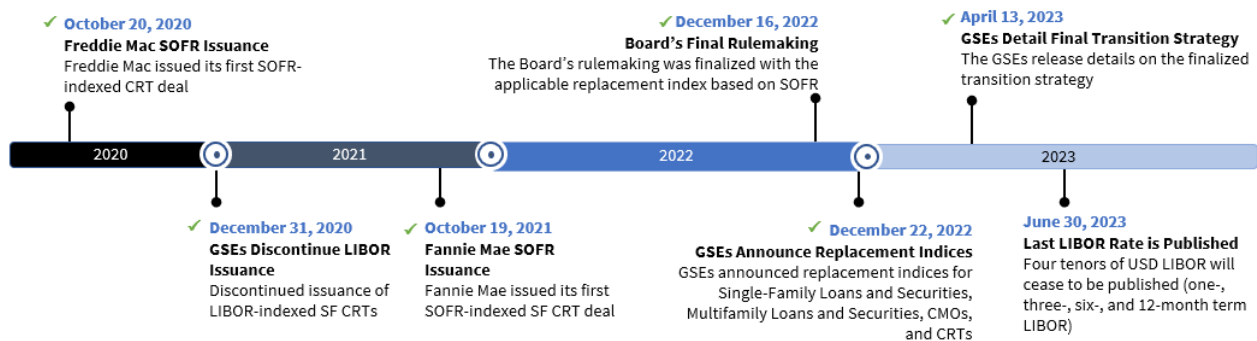 October 20, 2020
Freddie Mac SOFR Issuance
Freddie Mac issued its first SOFR-
indexed CRT deal
December 16, 2022
Board's Final Rulemaking
The Board's rulemaking was finalized with the
applicable replacement index based on SOFR
April 13, 2023
GSEs Detail Final Transition Strategy
The GSEs release details on the finalized
transition strategy
2020
2021
2022
2023
December 31, 2020
GSEs Discontinue LIBOR
Issuance
Discontinued issuance of
LIBOR-indexed SF CRTs
October 19, 2021
Fannie Mae SOFR
Issuance
Fannie Mae issued its first
SOFR-indexed SF CRT deal
December 22, 2022
GSEs Announce Replacement Indices
GSEs announced replacement indices for
Single-Family Loans and Securities,
Multifamily Loans and Securities, CMOs,
and CRTs
June 30, 2023
Last LIBOR Rate is Published
Four tenors of USD LIBOR will
cease to be published (one-,
three-, six-, and 12-month term
LIBOR)